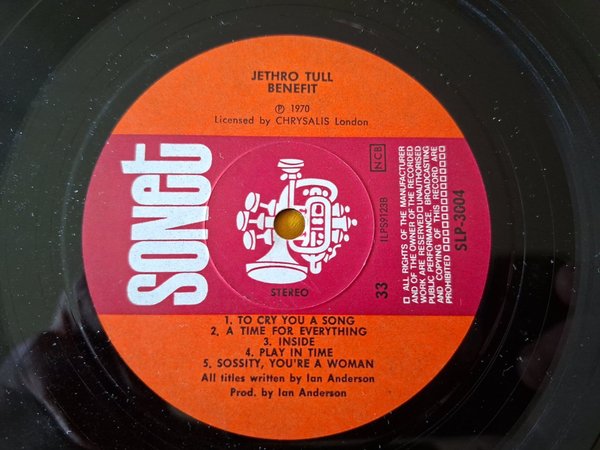 JETHRO TULL
BENEFIT
Ⓟ 1970
Licensed by CHRYSALIS London
SONET
NCB
ILPS9123B
STEREO
33
SLP-3004
□ ALL RIGHTS OF THE MANUFACTURER
AND OF THE OWNER OF THE RECORDED
WORK ARE RESERVED □ UNAUTHORISED
PUBLIC PERFORMANCE, BROADCASTING
AND COPYING OF THIS RECORD ARE
PROHIBITED □□□□□□□□□□□□
1. TO CRY YOU A SONG
2. A TIME FOR EVERYTHING
3. INSIDE
4. PLAY IN TIME
5. SOSSITY, YOU'RE A WOMAN
All titles written by Ian Anderson
Prod. by Ian Anderson